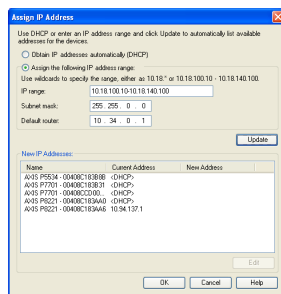 Assign IP Address
Use DHCP or enter an IP address range and click Update to automatically list available
addresses for the devices.
Obtain IP addresses automatically (DHCP)
Assign the following IP address range:
Use wildcards to specify the range, either as 10.18.* or 10.18.100.10 - 10.18.140.100.
IP range: 10.18.100.10-10.18.140.100
Subnet mask: 255 . 255 . 0 . 0
Default router: 10 . 34 . 0 . 1
Update
New IP Addresses:
Name Current Address New Address
AXIS P5534 - 00408C183B8B <DHCP>
AXIS P7701 - 00408C183B31 <DHCP>
AXIS P7701 - 00408CCD00... <DHCP>
AXIS P8221 - 00408C183AA0 <DHCP>
AXIS P8221 - 00408C183AA6 10.94.137.1
Edit
OK Cancel Help